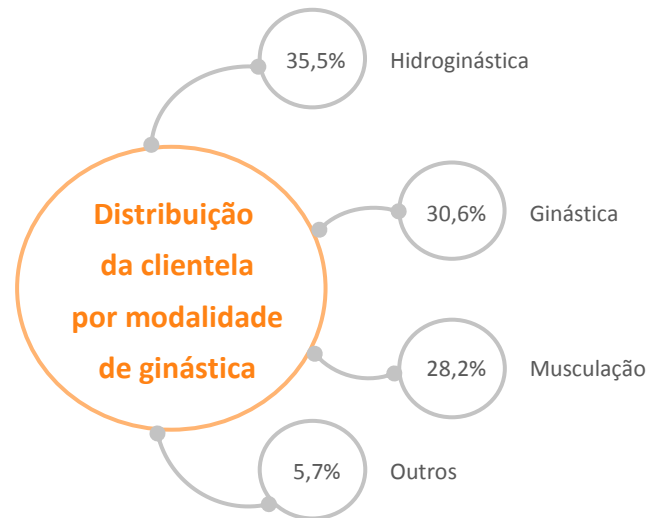 35,5% Hidroginástica
Distribuição
da clientela
por modalidade
de ginástica
30,6% Ginástica
28,2% Musculação
5,7% Outros